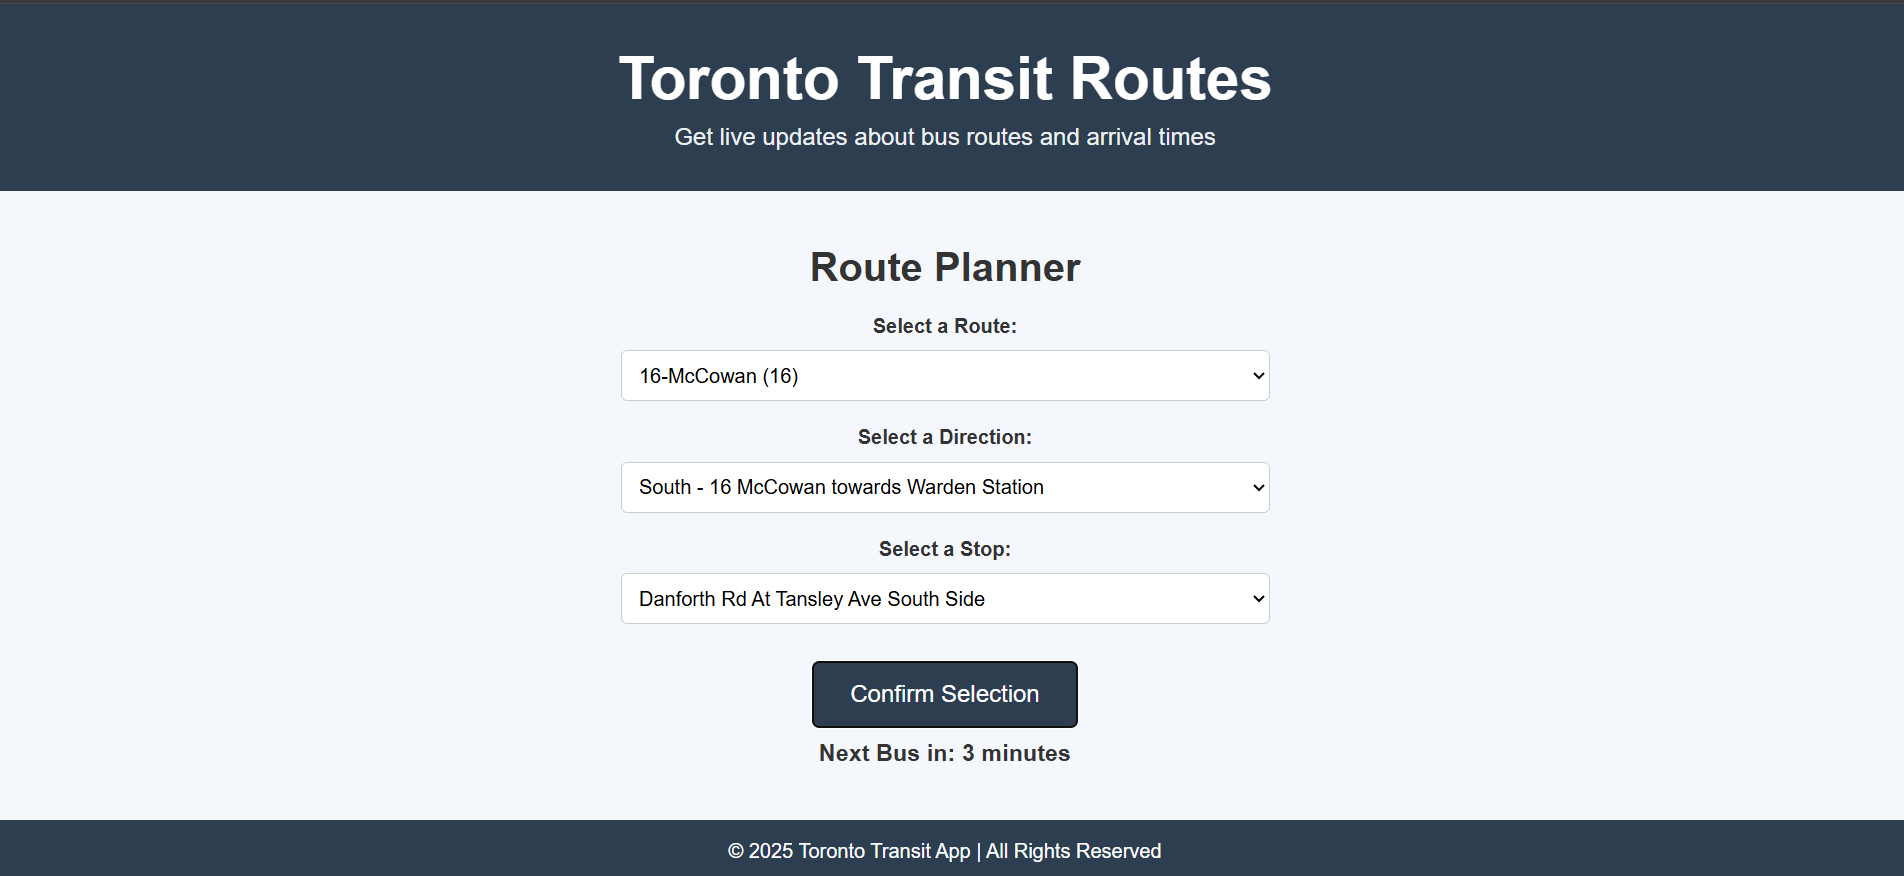 Toronto Transit Routes
Get live updates about bus routes and arrival times
Route Planner
Select a Route:
16-McCowan (16)
Select a Direction:
South - 16 McCowan towards Warden Station
Select a Stop:
Danforth Rd At Tansley Ave South Side
Confirm Selection
Next Bus in: 3 minutes
© 2025 Toronto Transit App | All Rights Reserved